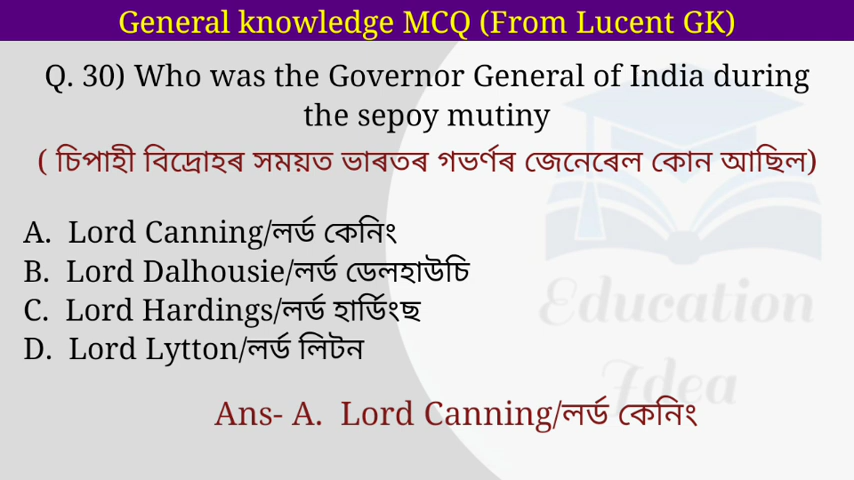 General knowledge MCQ (From Lucent GK)
Q. 30) Who was the Governor General of India during
the sepoy mutiny
( চিপাহী বিদ্ৰোহৰ সময়ত ভাৰতৰ গভৰ্ণৰ জেনেৰেল কোন আছিল)
A. Lord Canning/লৰ্ড কেনিং
B. Lord Dalhousie/লৰ্ড ডেলহাউচি
C. Lord Hardings/লৰ্ড হাৰ্ডিংছ
D. Lord Lytton/লৰ্ড লিটন
Education
Idea
Ans- A. Lord Canning/লৰ্ড কেনিং